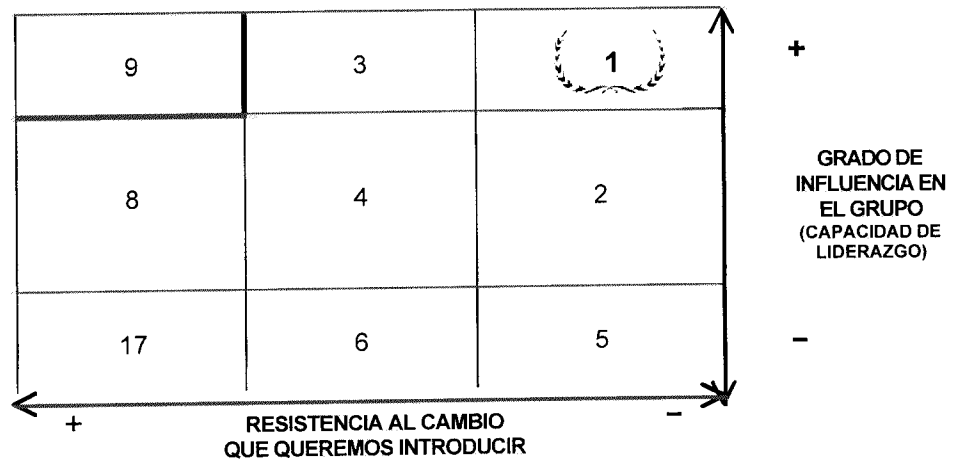 9 3 1 +
GRADO DE
INFLUENCIA EN
EL GRUPO
(CAPACIDAD DE
LIDERAZGO)
8 4 2
17 6 5 −
+ −
RESISTENCIA AL CAMBIO
QUE QUEREMOS INTRODUCIR